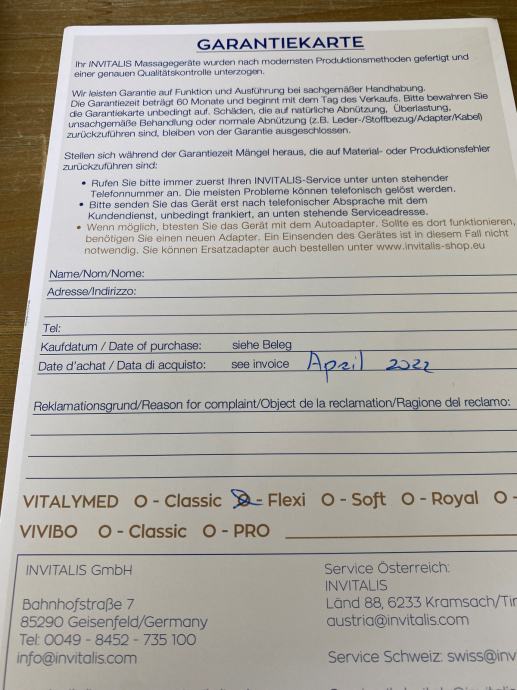 GARANTIEKARTE
Ihr INVITALIS Massagegeräte wurden nach modernsten Produktionsmethoden gefertigt und
einer genauen Qualitätskontrolle unterzogen.
Wir leisten Garantie auf Funktion und Ausführung bei sachgemäßer Handhabung.
Die Garantiezeit beträgt 60 Monate und beginnt mit dem Tag des Verkaufs. Bitte bewahren Sie
die Garantiekarte unbedingt auf. Schäden, die auf natürliche Abnützung, Überlastung,
unsachgemäße Behandlung oder normale Abnützung (z.B. Leder-/Stoffbezug/Adapter/Kabel)
zurückzuführen sind, bleiben von der Garantie ausgeschlossen.
Stellen sich während der Garantiezeit Mängel heraus, die auf Material- oder Produktionsfehler
zurückzuführen sind:
• Rufen Sie bitte immer zuerst Ihren INVITALIS-Service unter unten stehender
Telefonnummer an. Die meisten Probleme können telefonisch gelöst werden.
• Bitte senden Sie das Gerät erst nach telefonischer Absprache mit dem
Kundendienst, unbedingt frankiert, an unten stehende Serviceadresse.
• Wenn möglich, btesten Sie das Gerät mit dem Autoadapter. Sollte es dort funktionieren,
benötigen Sie einen neuen Adapter. Ein Einsenden des Gerätes ist in diesem Fall nicht
notwendig. Sie können Ersatzadapter auch bestellen unter www.invitalis-shop.eu
Name/Nom/Nome:
Adresse/Indirizzo:
Tel:
Kaufdatum / Date of purchase: siehe Beleg
Date d'achat / Data di acquisto: see invoice April 2022
Reklamationsgrund/Reason for complaint/Object de la reclamation/Ragione del reclamo:
VITALYMED O - Classic O - Flexi O - Soft O - Royal O -
VIVIBO O - Classic O - PRO
INVITALIS GmbH
Bahnhofstraße 7
85290 Geisenfeld/Germany
Tel: 0049 - 8452 - 735 100
info@invitalis.com
Service Österreich:
INVITALIS
Länd 88, 6233 Kramsach/Tir
austria@invitalis.com
Service Schweiz: swiss@inv